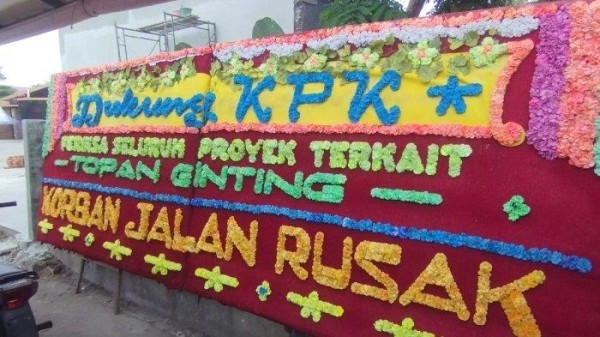 Dukung KPK *
PERIKSA SELURUH PROYEK TERKAIT
- TOPAN GINTING -
KORBAN JALAN RUSAK